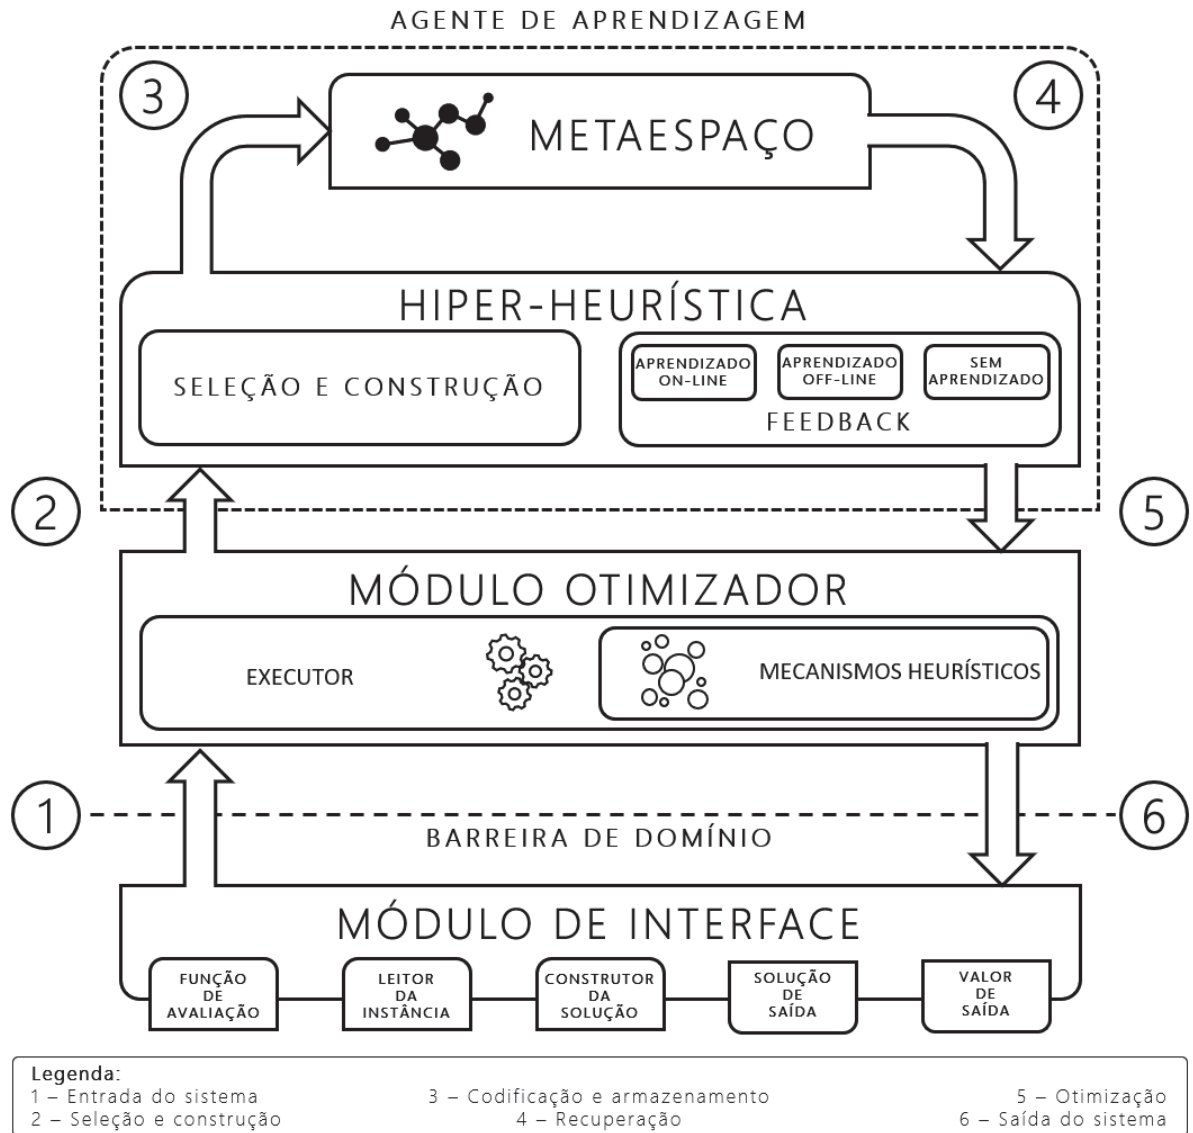 AGENTE DE APRENDIZAGEM
3
4
METAESPAÇO
HIPER-HEURÍSTICA
SELEÇÃO E CONSTRUÇÃO
APRENDIZADO
ON-LINE
APRENDIZADO
OFF-LINE
SEM
APRENDIZADO
FEEDBACK
2
5
MÓDULO OTIMIZADOR
EXECUTOR
MECANISMOS HEURÍSTICOS
1
6
BARREIRA DE DOMÍNIO
MÓDULO DE INTERFACE
FUNÇÃO
DE
AVALIAÇÃO
LEITOR
DA
INSTÂNCIA
CONSTRUTOR
DA
SOLUÇÃO
SOLUÇÃO
DE
SAÍDA
VALOR
DE
SAÍDA
Legenda:
1 – Entrada do sistema
3 – Codificação e armazenamento
5 – Otimização
2 – Seleção e construção
4 – Recuperação
6 – Saída do sistema